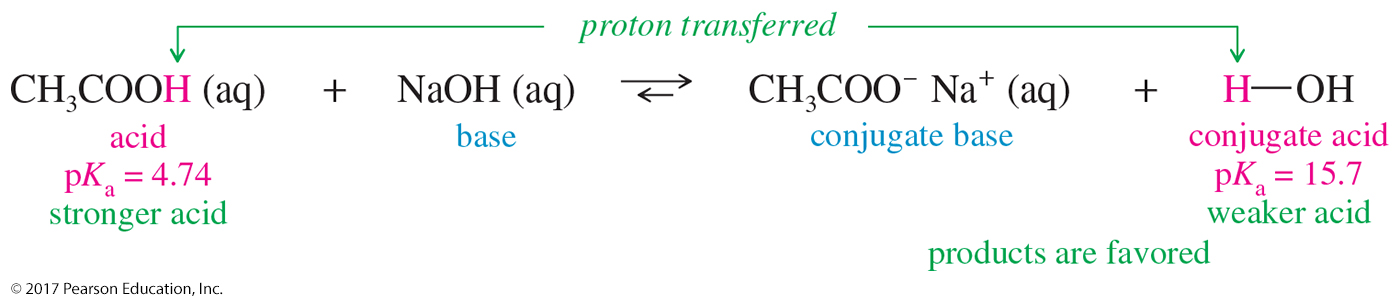 proton transferred
CH₃COOH (aq) + NaOH (aq) ⇌ CH₃COO⁻ Na⁺ (aq) + H—OH
acid base conjugate base conjugate acid
pKₐ = 4.74 pKₐ = 15.7
stronger acid weaker acid
products are favored
© 2017 Pearson Education, Inc.